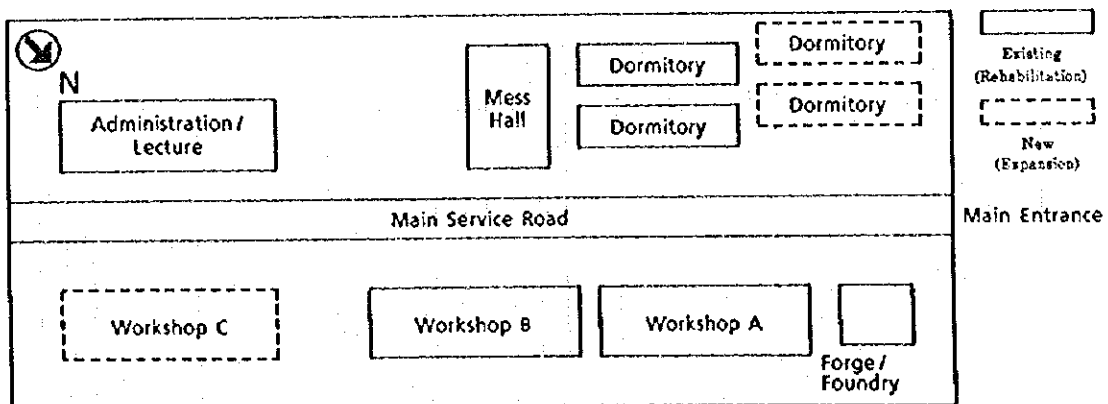 N
Administration/
Lecture
Mess
Hall
Dormitory
Dormitory
Dormitory
Dormitory
Existing
(Rehabilitation)
New
(Expansion)
Main Service Road
Main Entrance
Workshop C
Workshop B
Workshop A
Forge/
Foundry